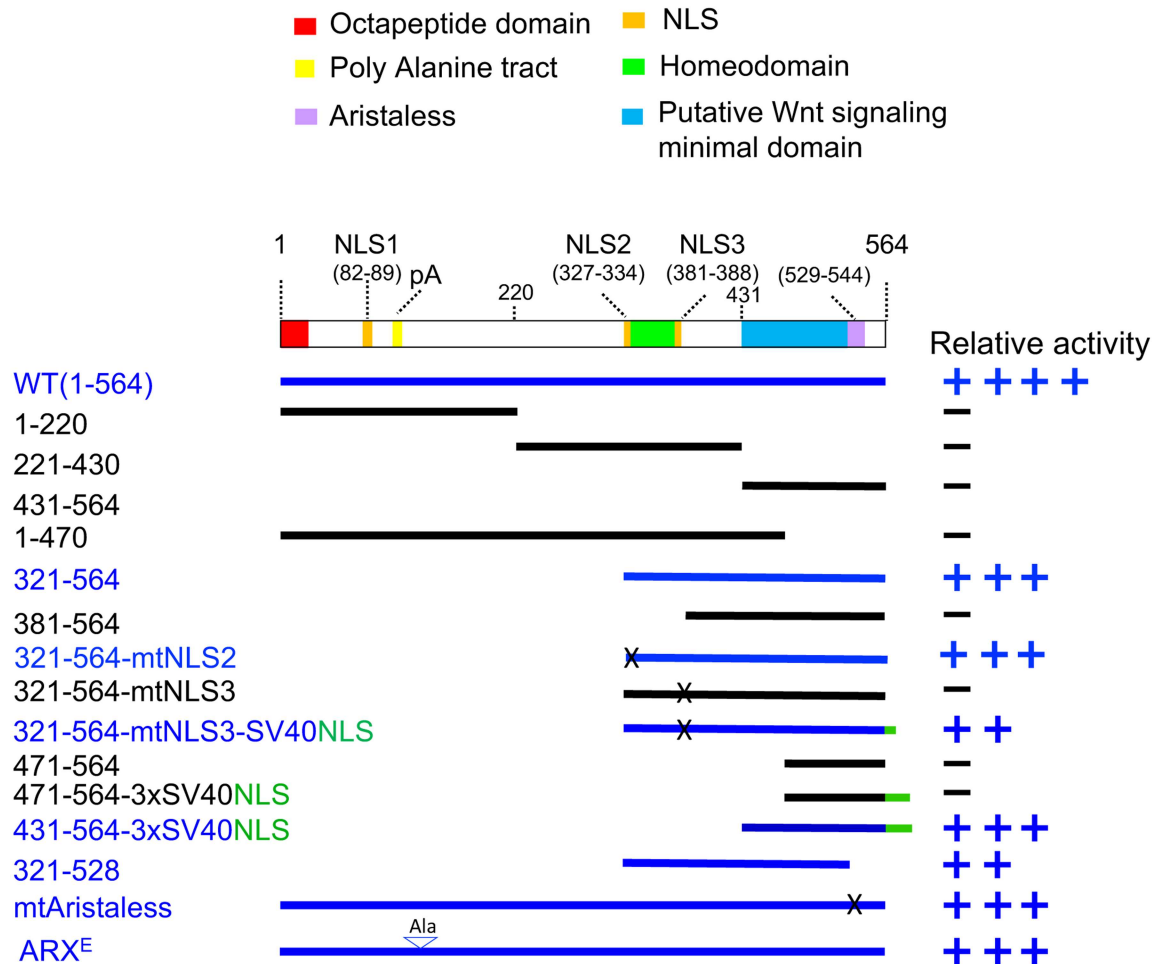 Octapeptide domain
NLS
Poly Alanine tract
Homeodomain
Aristaless
Putative Wnt signaling
minimal domain
1 NLS1 NLS2 NLS3 564
(82-89) pA (327-334) (381-388) (529-544)
220 431
Relative activity
WT(1-564) + + + +
1-220 −
221-430 −
431-564 −
1-470 −
321-564 + + +
381-564 −
321-564-mtNLS2 X + + +
321-564-mtNLS3 X −
321-564-mtNLS3-SV40NLS X + +
471-564 −
471-564-3xSV40NLS −
431-564-3xSV40NLS + + +
321-528 + +
mtAristaless X + + +
Ala
ARXE + + +